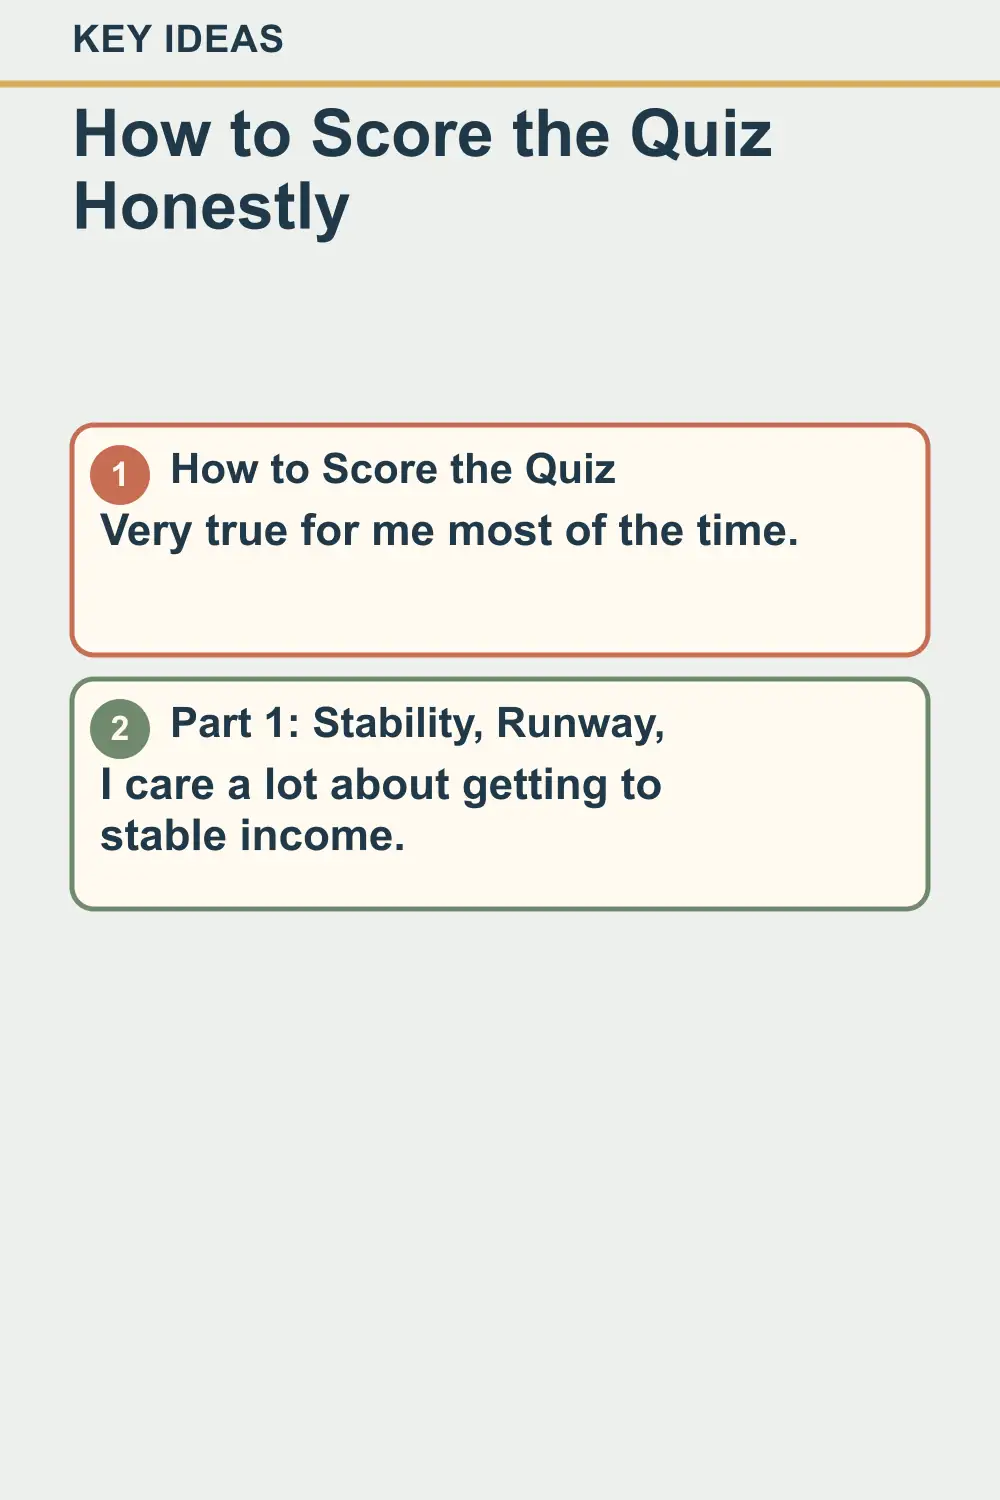 KEY IDEAS
How to Score the Quiz
Honestly
1 How to Score the Quiz
Very true for me most of the time.
2 Part 1: Stability, Runway,
I care a lot about getting to
stable income.